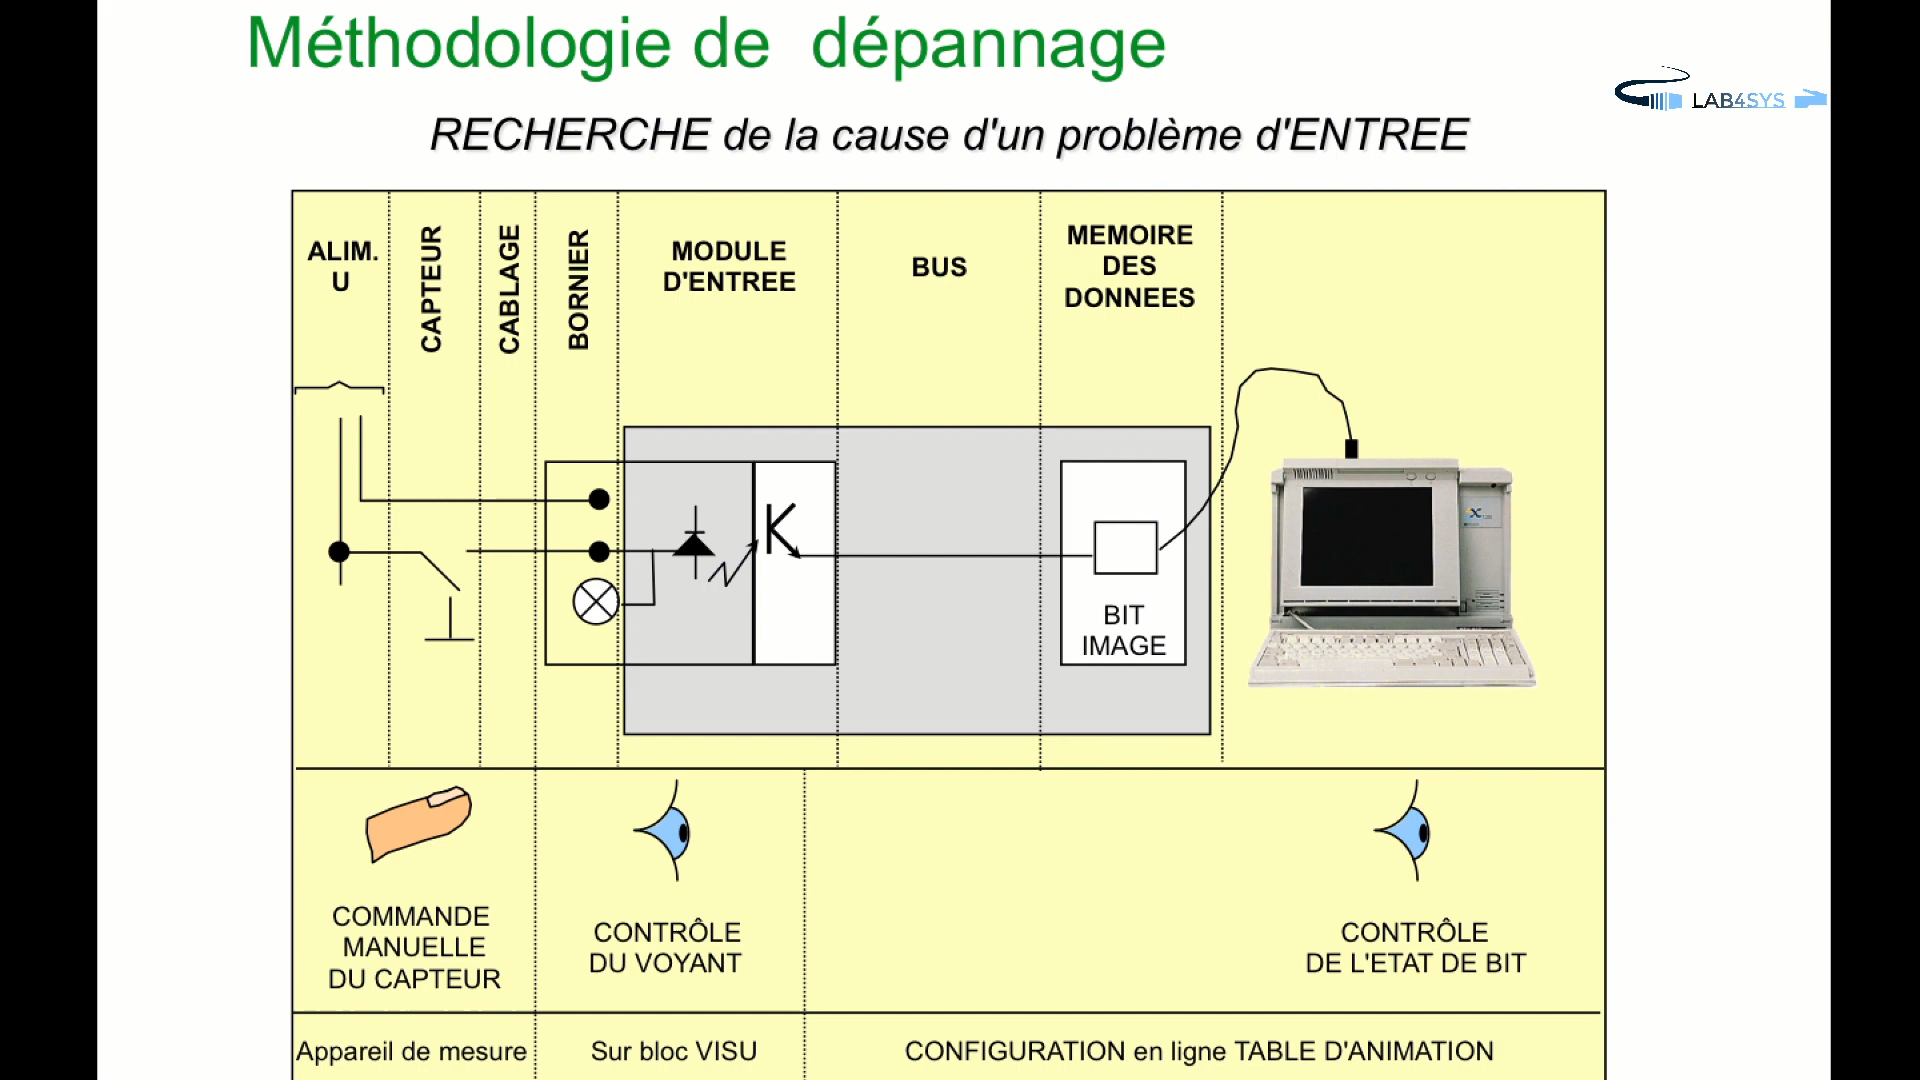 Méthodologie de dépannage
LAB4SYS
RECHERCHE de la cause d'un problème d'ENTREE
ALIM.
U
CAPTEUR
CABLAGE
BORNIER
MODULE
D'ENTREE
BUS
MEMOIRE
DES
DONNEES
BIT
IMAGE
COMMANDE
MANUELLE
DU CAPTEUR
CONTRÔLE
DU VOYANT
CONTRÔLE
DE L'ETAT DE BIT
Appareil de mesure
Sur bloc VISU
CONFIGURATION en ligne TABLE D'ANIMATION